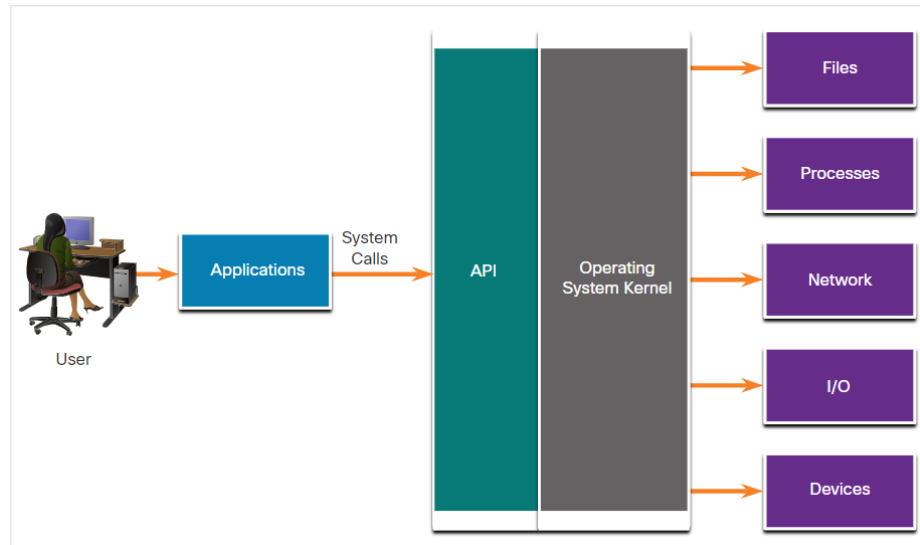 User
Applications
System
Calls
API
Operating
System Kernel
Files
Processes
Network
I/O
Devices